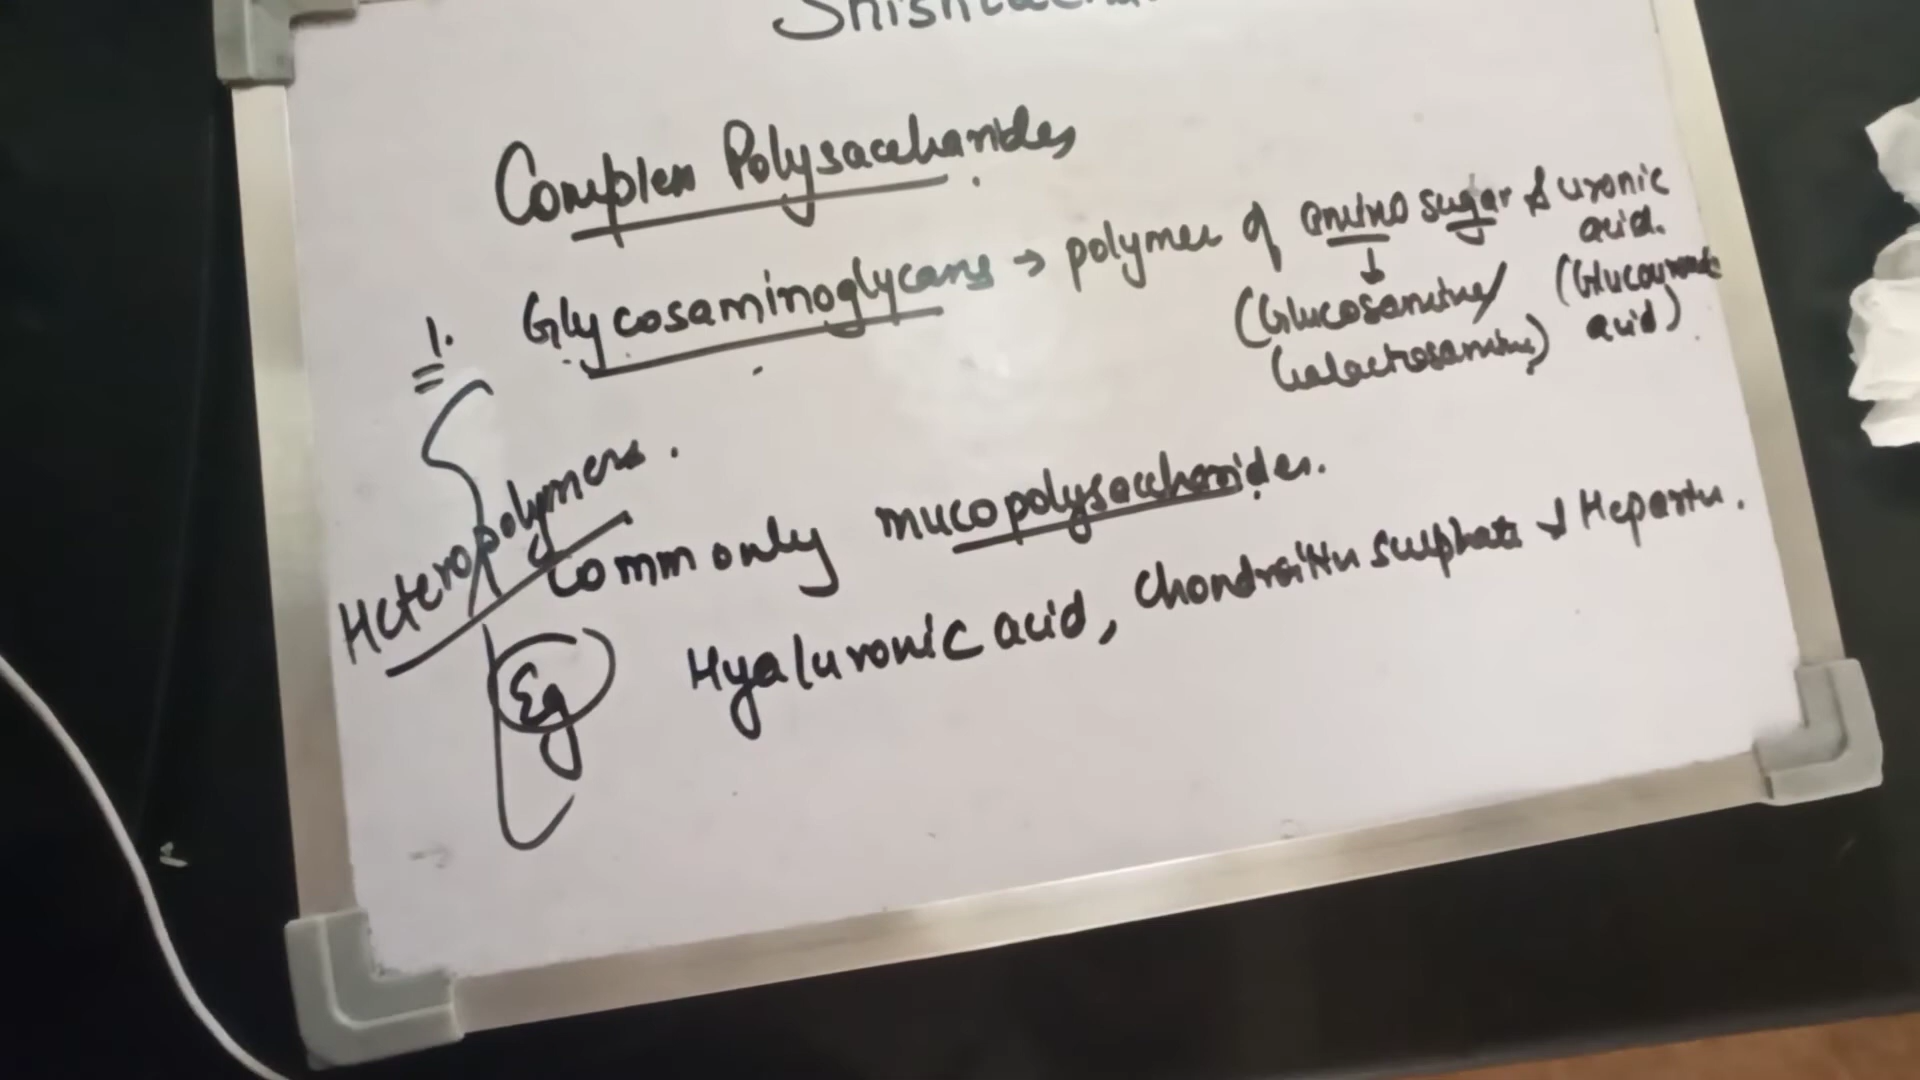 Complex Polysaccharides
1. Glycosaminoglycans → polymer of amino sugar & uronic acid.
↓
(Glucosamine/ Galactosamine)
(Glucouronic acid)
Heteropolymers.
Commonly mucopolysaccharides.
Eg Hyaluronic acid, Chondroitin sulphate & Heparin.